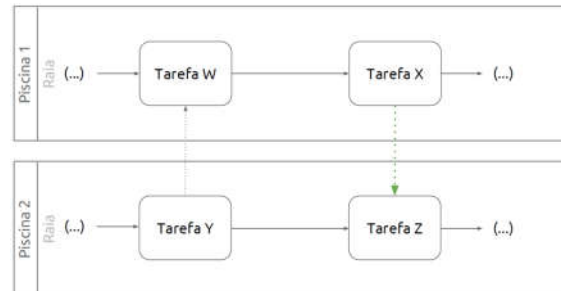 Piscina 1
Raia
(...)
Tarefa W
Tarefa X
(...)
Piscina 2
Raia
(...)
Tarefa Y
Tarefa Z
(...)